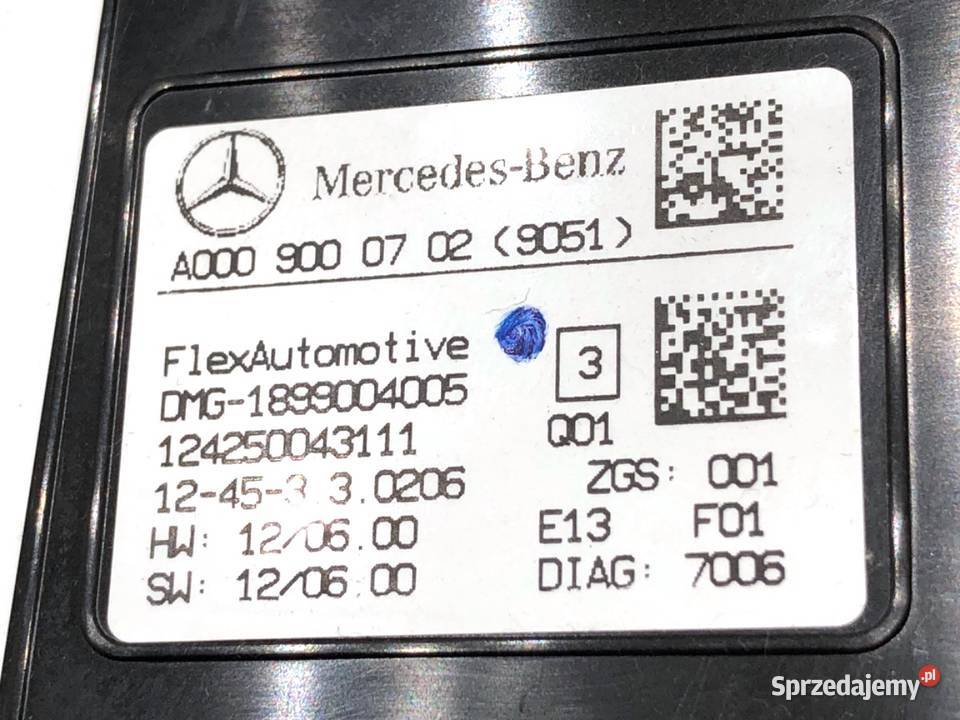 Mercedes-Benz
A000 900 07 02 (9051)
FlexAutomotive
DMG-1899004005
3
124250043111
Q01
12-45-3 3.0206
ZGS: 001
HW: 12/06.00
E13 F01
SW: 12/06.00
DIAG: 7006
Sprzedajemy.pl